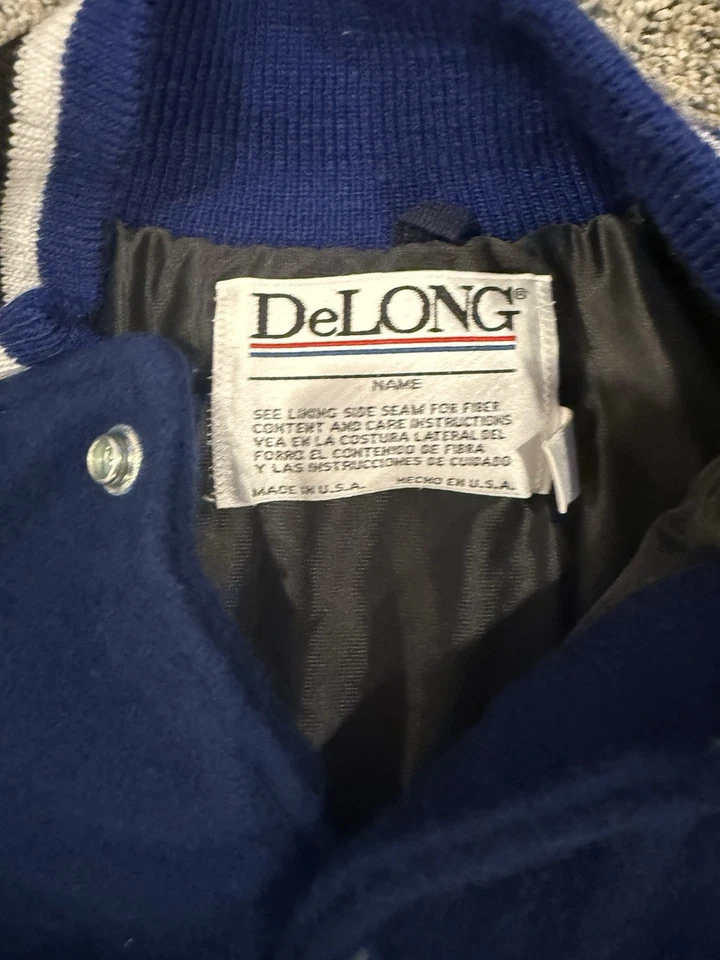 DeLONG®
NAME
SEE LINING SIDE SEAM FOR FIBER
CONTENT AND CARE INSTRUCTIONS
VEA EN LA COSTURA LATERAL DEL
FORRO EL CONTENIDO DE FIBRA
Y LAS INSTRUCCIONES DE CUIDADO
MADE IN U.S.A. HECHO EN U.S.A.